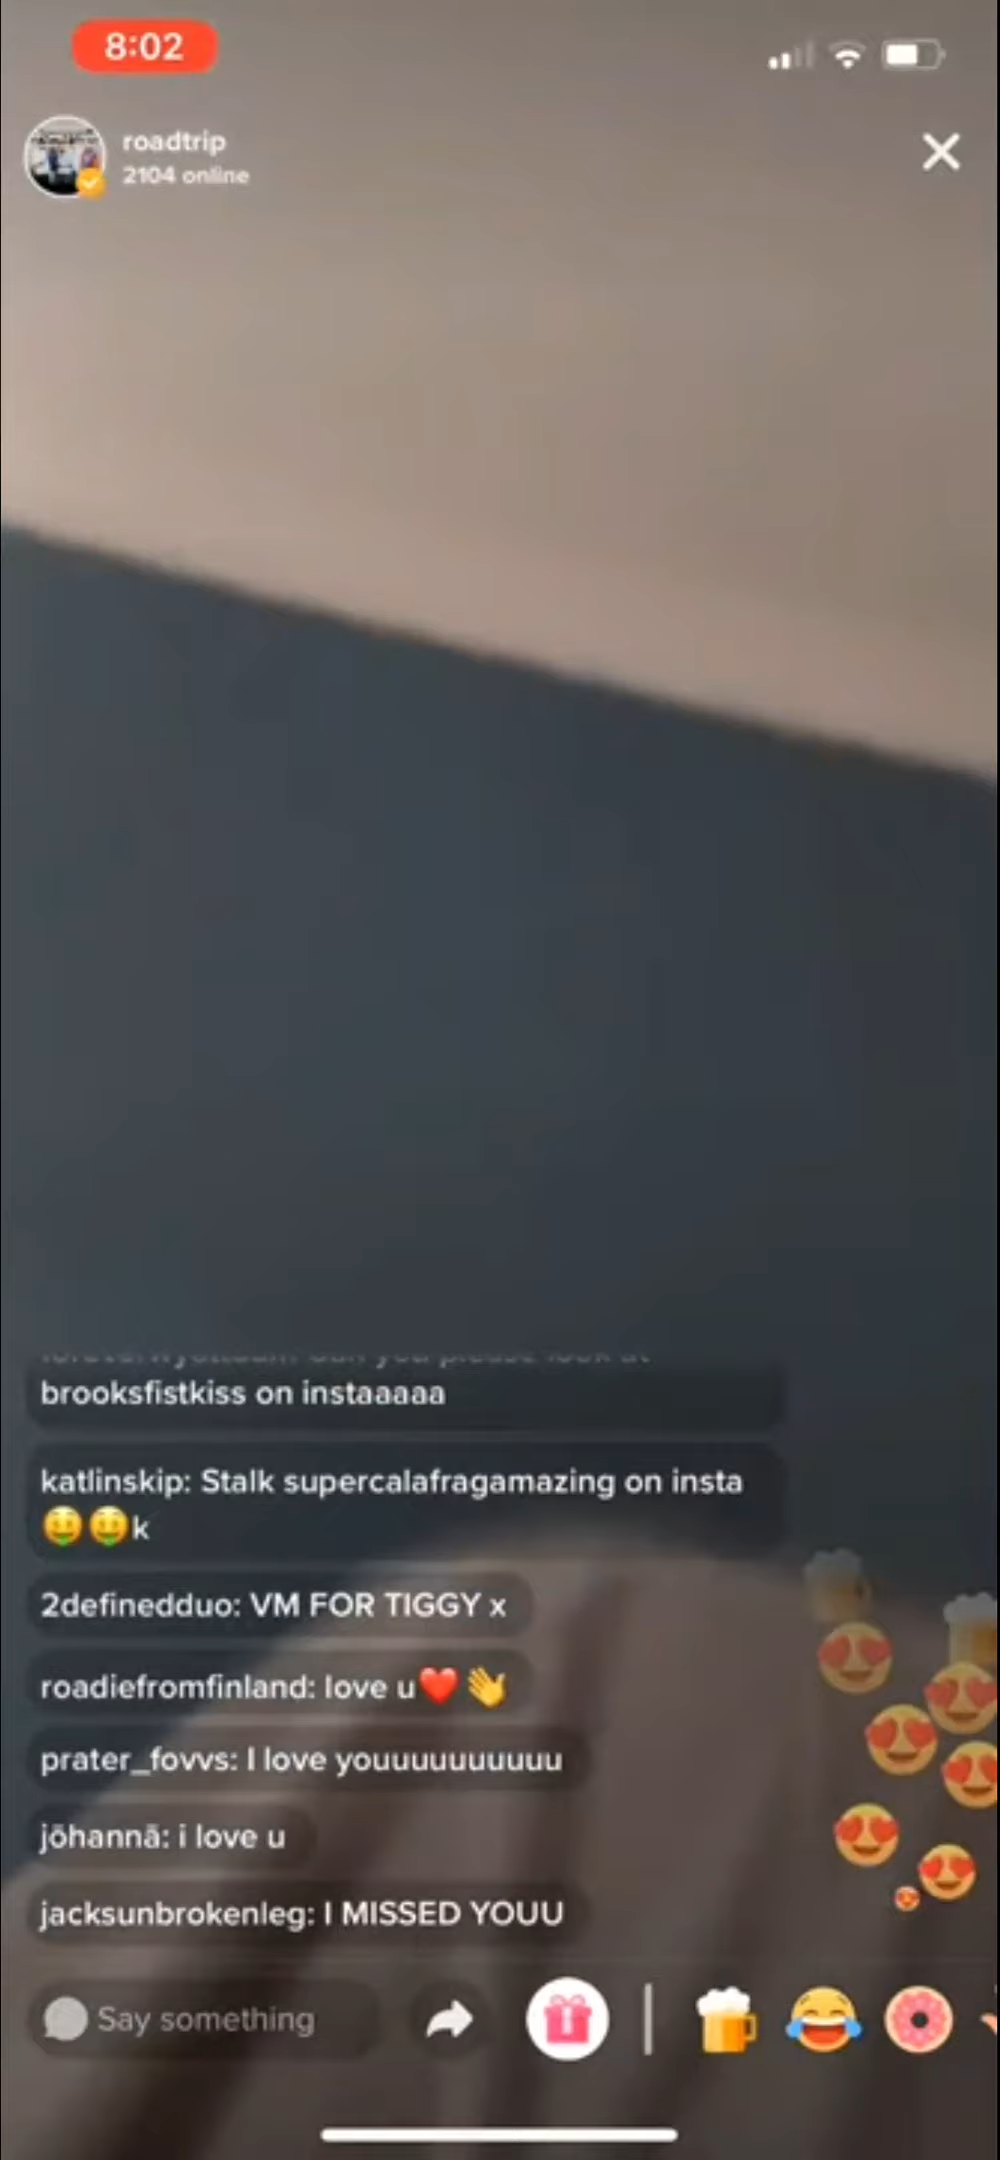 8:02
roadtrip
2104 online
brooksfistkiss on instaaaaa
katlinskip: Stalk supercalafragamazing on insta
🤑🤑k
2definedduo: VM FOR TIGGY x
roadiefromfinland: love u❤️👋
prater_fovvs: I love youuuuuuuuuu
jōhannā: i love u
jacksunbrokenleg: I MISSED YOUU
Say something